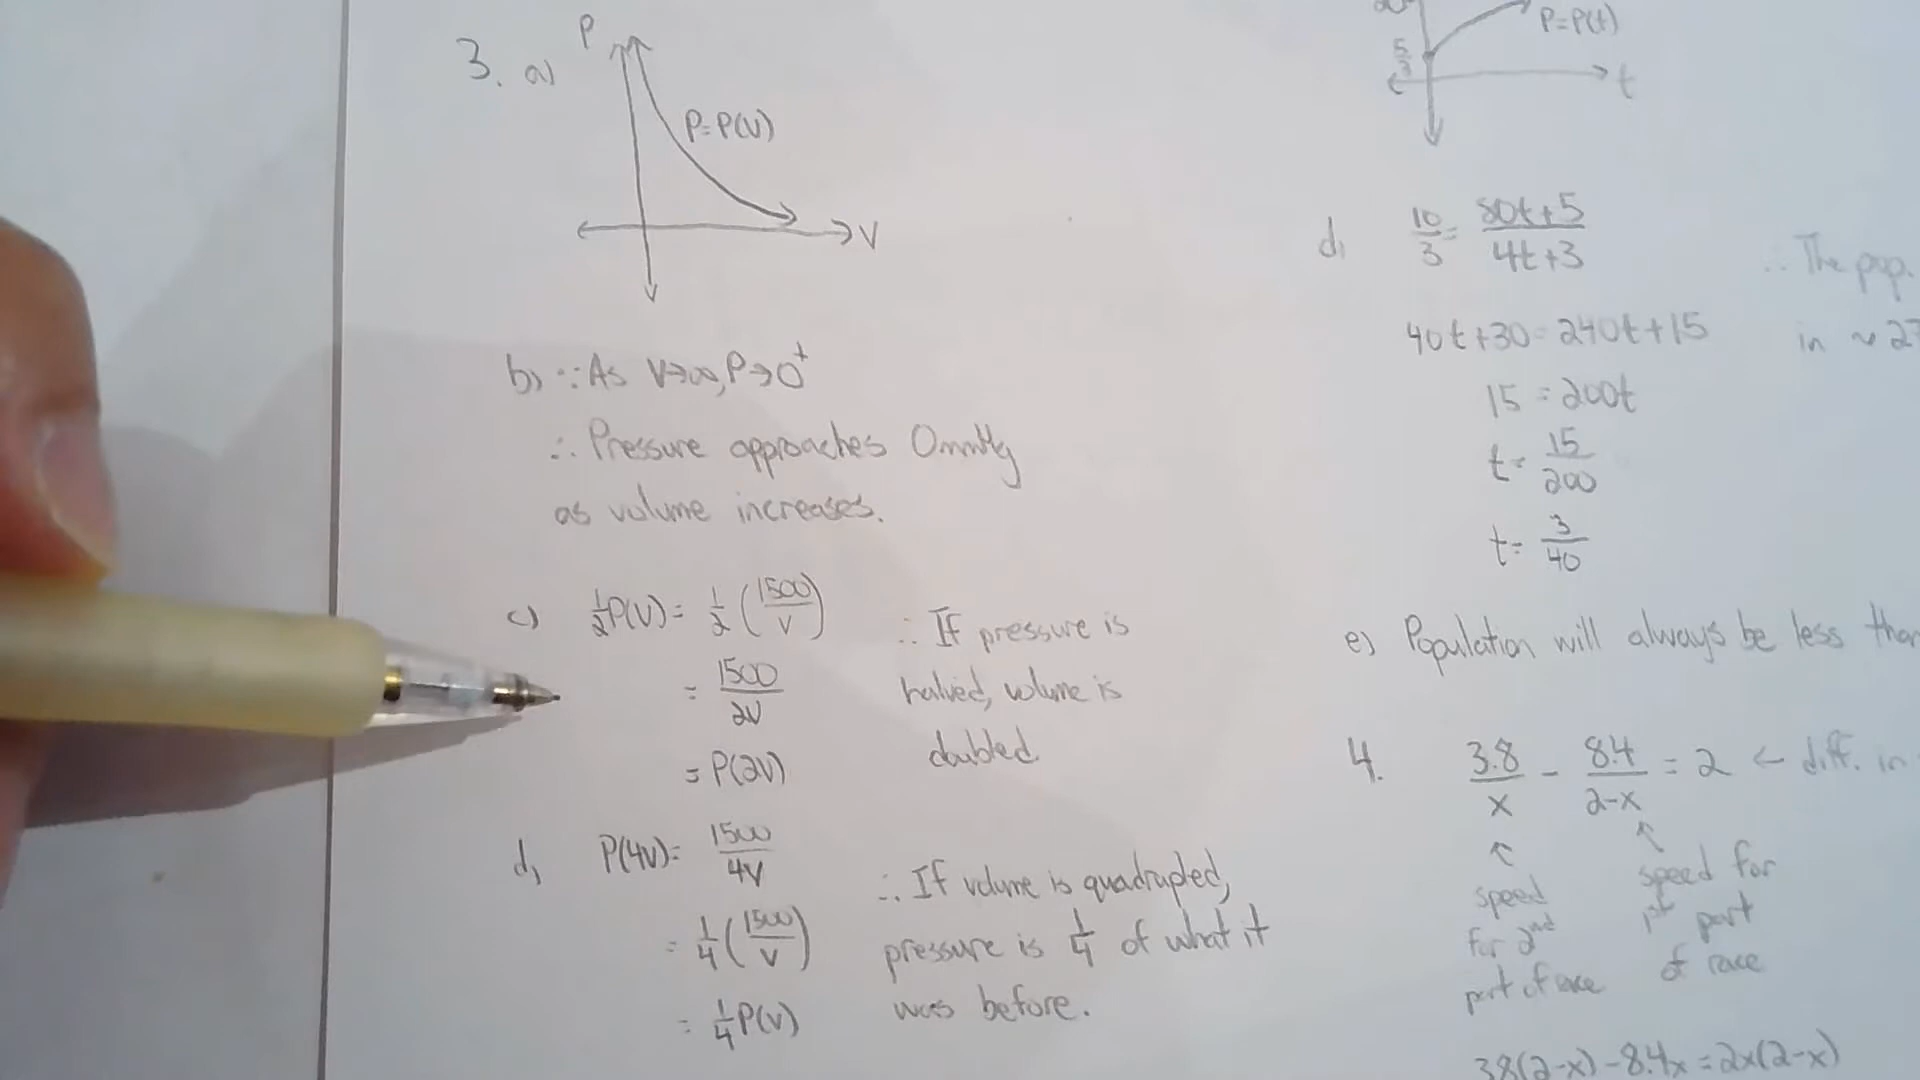 3. a)
P
P=P(V)
V
b) ∵ As V→∞, P→0⁺
∴ Pressure approaches 0mmHg
as volume increases.
c) ½P(V) = ½(1500/V)
= 1500/2V
= P(2V)
∴ If pressure is
halved, volume is
doubled.
d) P(4V) = 1500/4V
= ¼(1500/V)
= ¼P(V)
∴ If volume is quadrupled,
pressure is ¼ of what it
was before.
P=P(t)
5/3
t
d) 10/3 = 80t+5/4t+3
40t+30 = 240t+15
15 = 200t
t = 15/200
t = 3/40
∴ The pop.
in ~
e) Population will always be less than
4. 3.8/x - 8.4/2-x = 2 ← diff. in
↑ speed
for 2nd
part of race
↑ speed for
1st part
of race
3.8(2-x)-8.4x=2x(2-x)